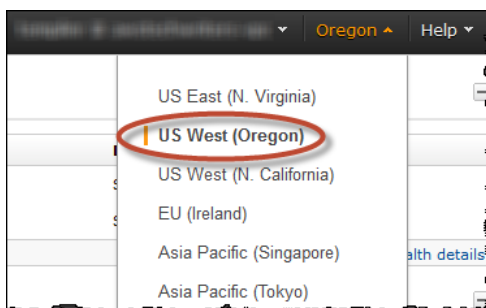 Oregon Help
US East (N. Virginia)
US West (Oregon)
US West (N. California)
EU (Ireland)
Asia Pacific (Singapore)
alth details
Asia Pacific (Tokyo)